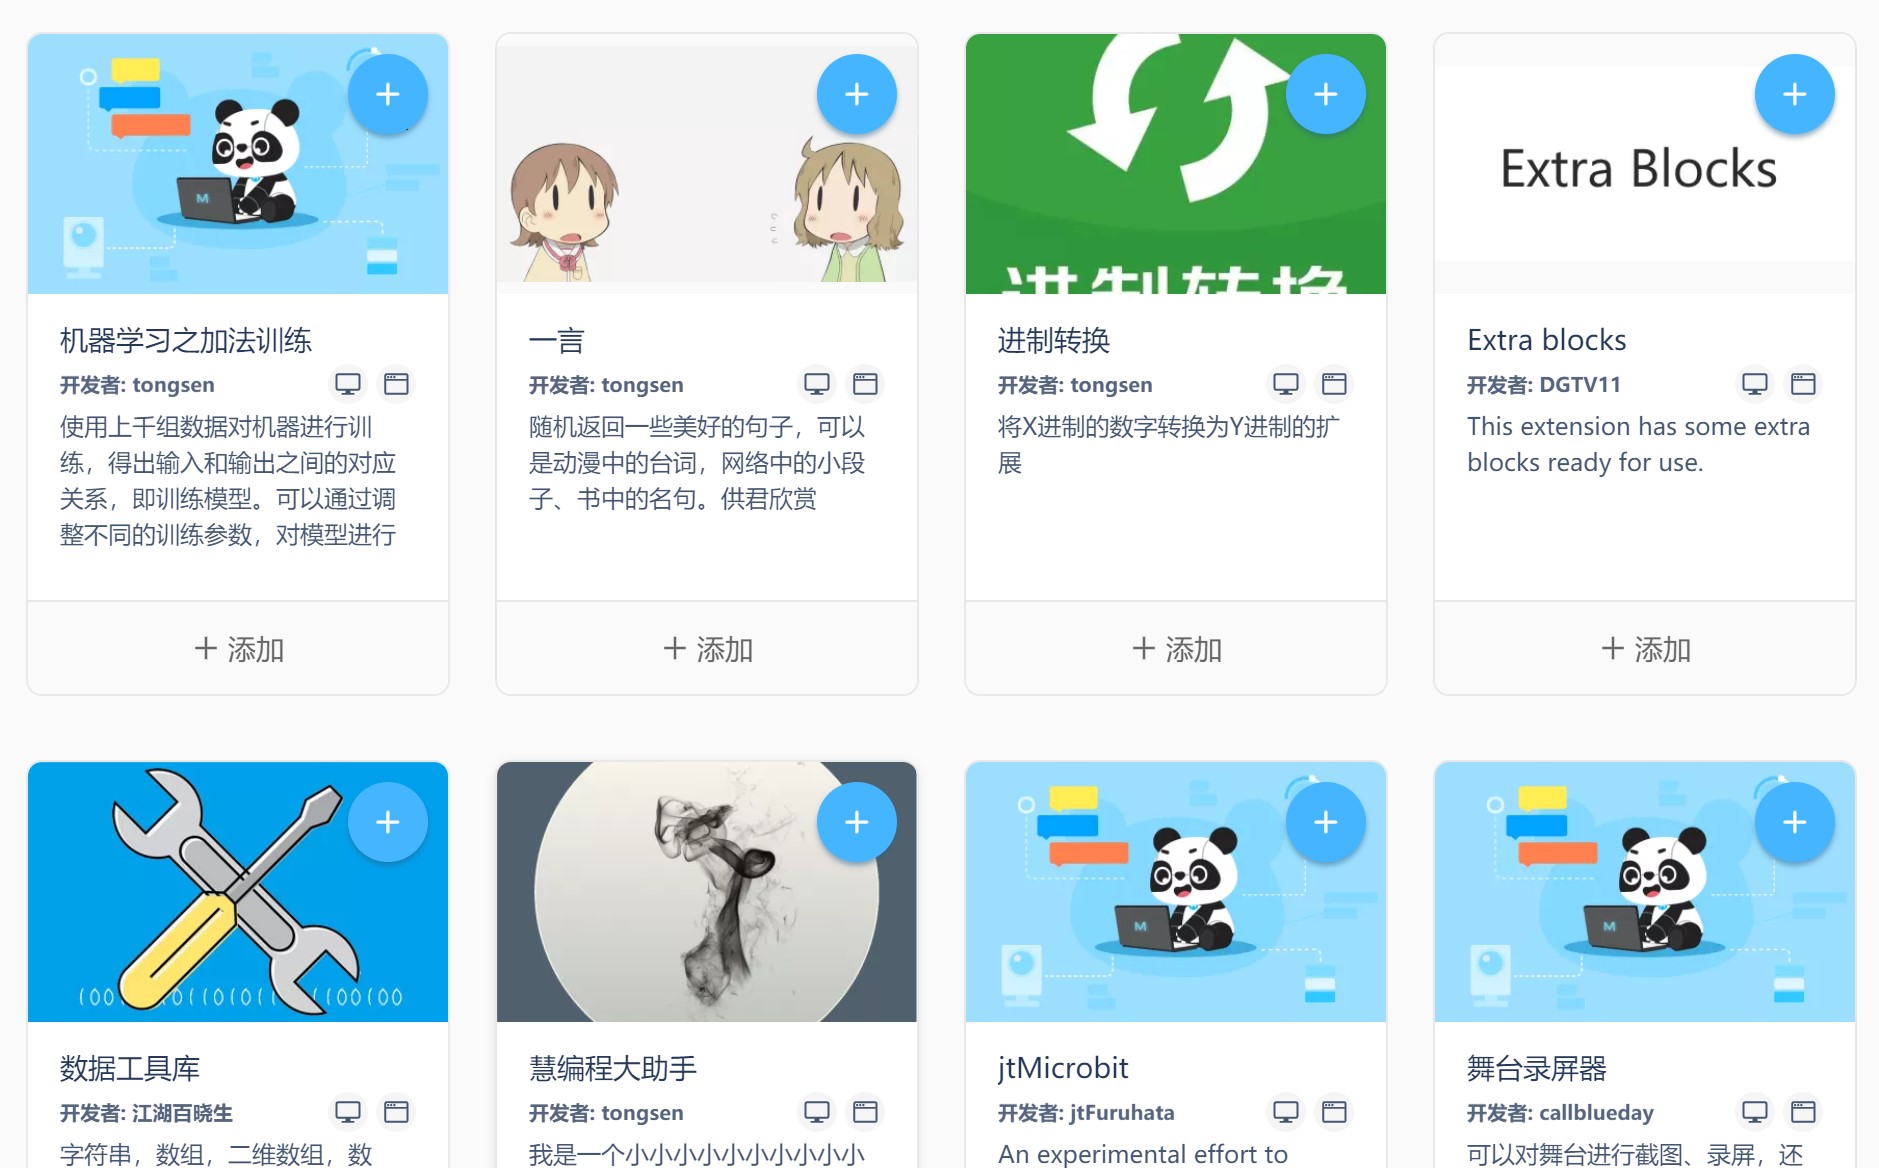 Extra Blocks
进制转换
机器学习之加法训练
开发者: tongsen
使用上千组数据对机器进行训
练，得出输入和输出之间的对应
关系，即训练模型。可以通过调
整不同的训练参数，对模型进行
+ 添加
一言
开发者: tongsen
随机返回一些美好的句子，可以
是动漫中的台词，网络中的小段
子、书中的名句。供君欣赏
+ 添加
进制转换
开发者: tongsen
将X进制的数字转换为Y进制的扩
展
+ 添加
Extra blocks
开发者: DGTV11
This extension has some extra
blocks ready for use.
+ 添加
数据工具库
开发者: 江湖百晓生
字符串，数组，二维数组，数
慧编程大助手
开发者: tongsen
我是一个小小小小小小小小小小
jtMicrobit
开发者: jtFuruhata
An experimental effort to
舞台录屏器
开发者: callblueday
可以对舞台进行截图、录屏，还